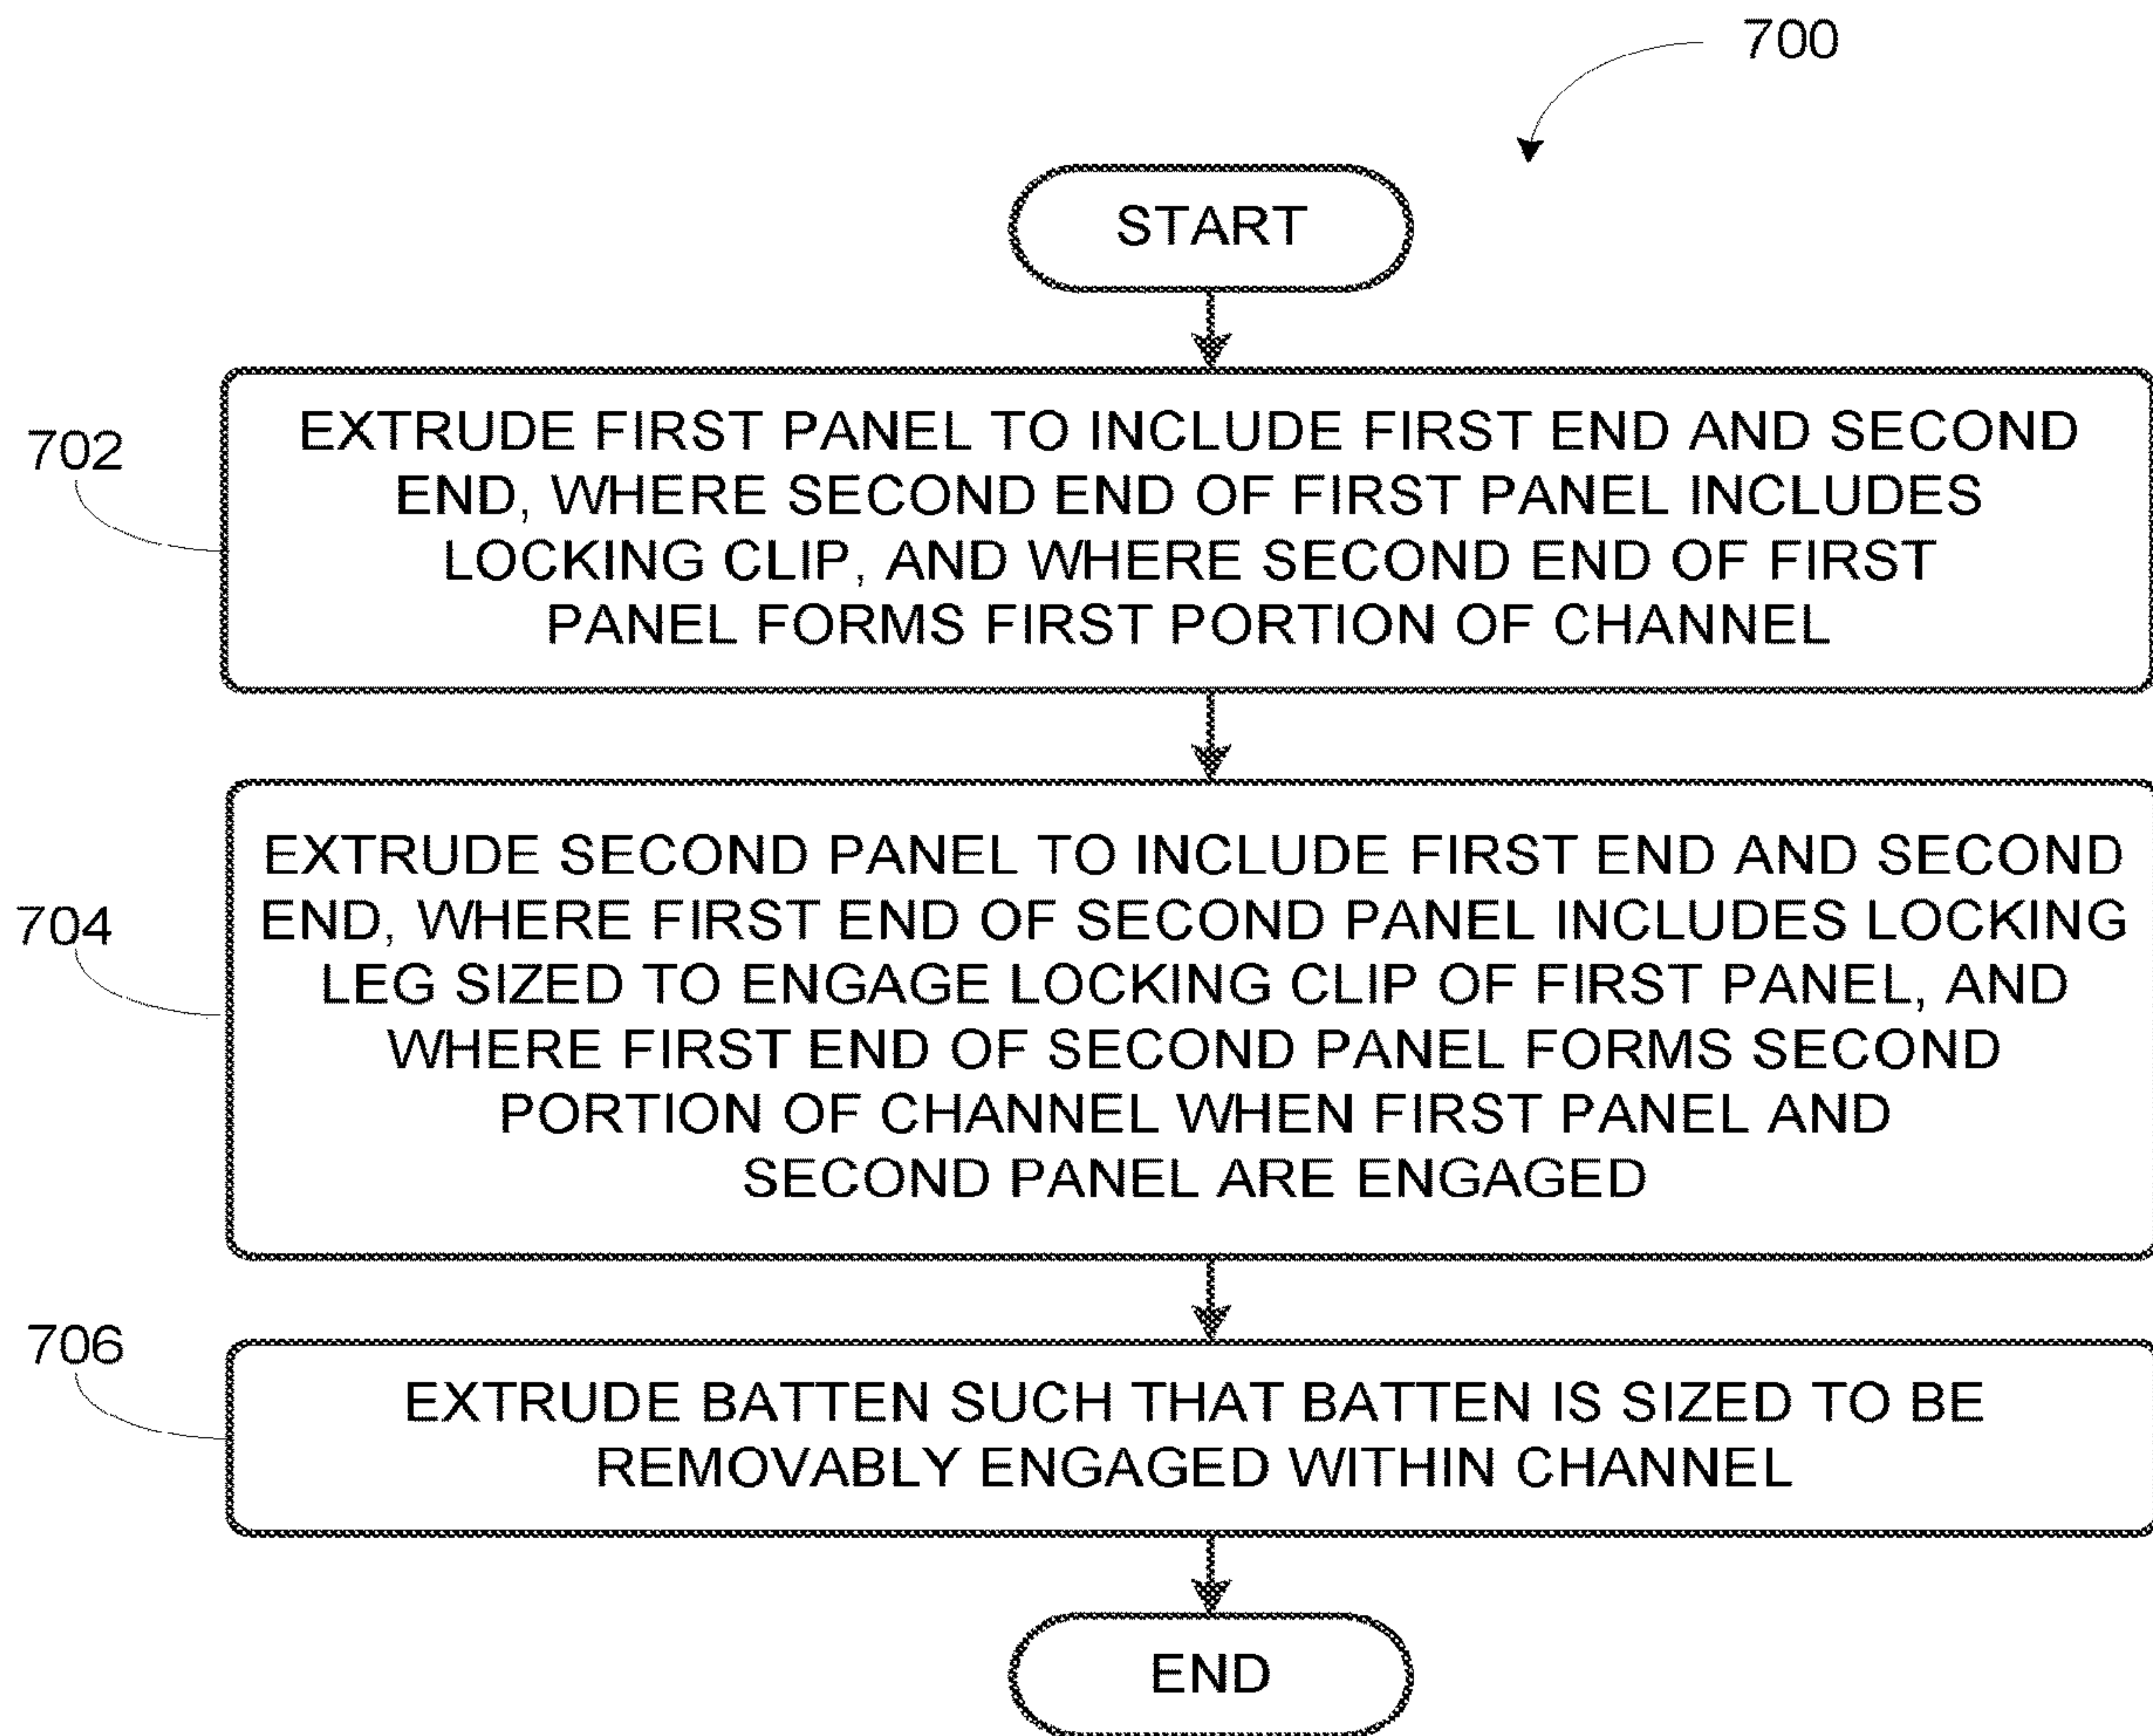 700
START
702
EXTRUDE FIRST PANEL TO INCLUDE FIRST END AND SECOND
END, WHERE SECOND END OF FIRST PANEL INCLUDES
LOCKING CLIP, AND WHERE SECOND END OF FIRST
PANEL FORMS FIRST PORTION OF CHANNEL
704
EXTRUDE SECOND PANEL TO INCLUDE FIRST END AND SECOND
END, WHERE FIRST END OF SECOND PANEL INCLUDES LOCKING
LEG SIZED TO ENGAGE LOCKING CLIP OF FIRST PANEL, AND
WHERE FIRST END OF SECOND PANEL FORMS SECOND
PORTION OF CHANNEL WHEN FIRST PANEL AND
SECOND PANEL ARE ENGAGED
706
EXTRUDE BATTEN SUCH THAT BATTEN IS SIZED TO BE
REMOVABLY ENGAGED WITHIN CHANNEL
END